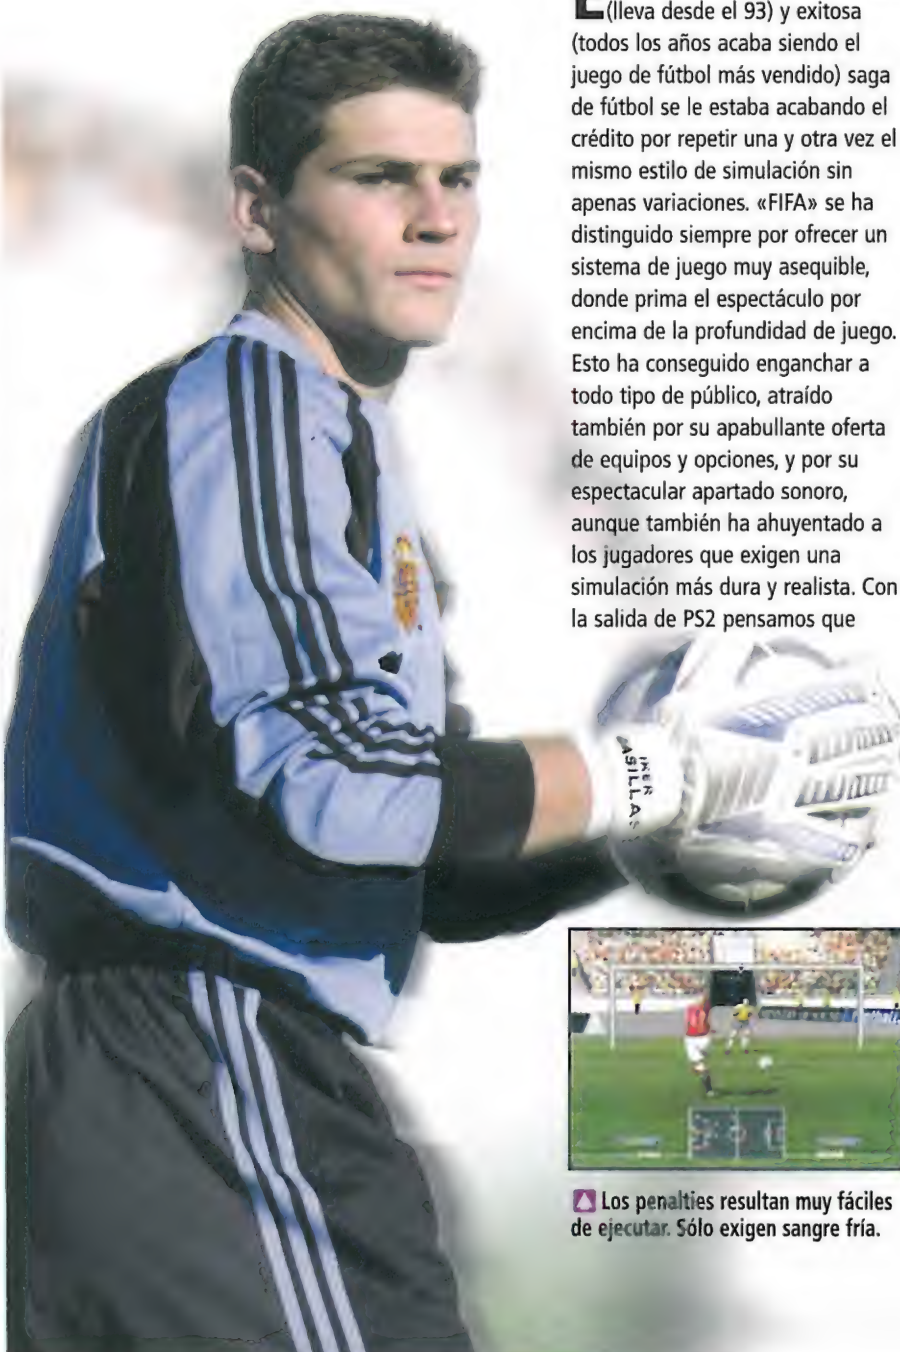 (lleva desde el 93) y exitosa
(todos los años acaba siendo el
juego de fútbol más vendido) saga
de fútbol se le estaba acabando el
crédito por repetir una y otra vez el
mismo estilo de simulación sin
apenas variaciones. «FIFA» se ha
distinguido siempre por ofrecer un
sistema de juego muy asequible,
donde prima el espectáculo por
encima de la profundidad de juego.
Esto ha conseguido enganchar a
todo tipo de público, atraído
también por su apabullante oferta
de equipos y opciones, y por su
espectacular apartado sonoro,
aunque también ha ahuyentado a
los jugadores que exigen una
simulación más dura y realista. Con
la salida de PS2 pensamos que
IKER
CASILLAS
Los penalties resultan muy fáciles
de ejecutar. Sólo exigen sangre fría.